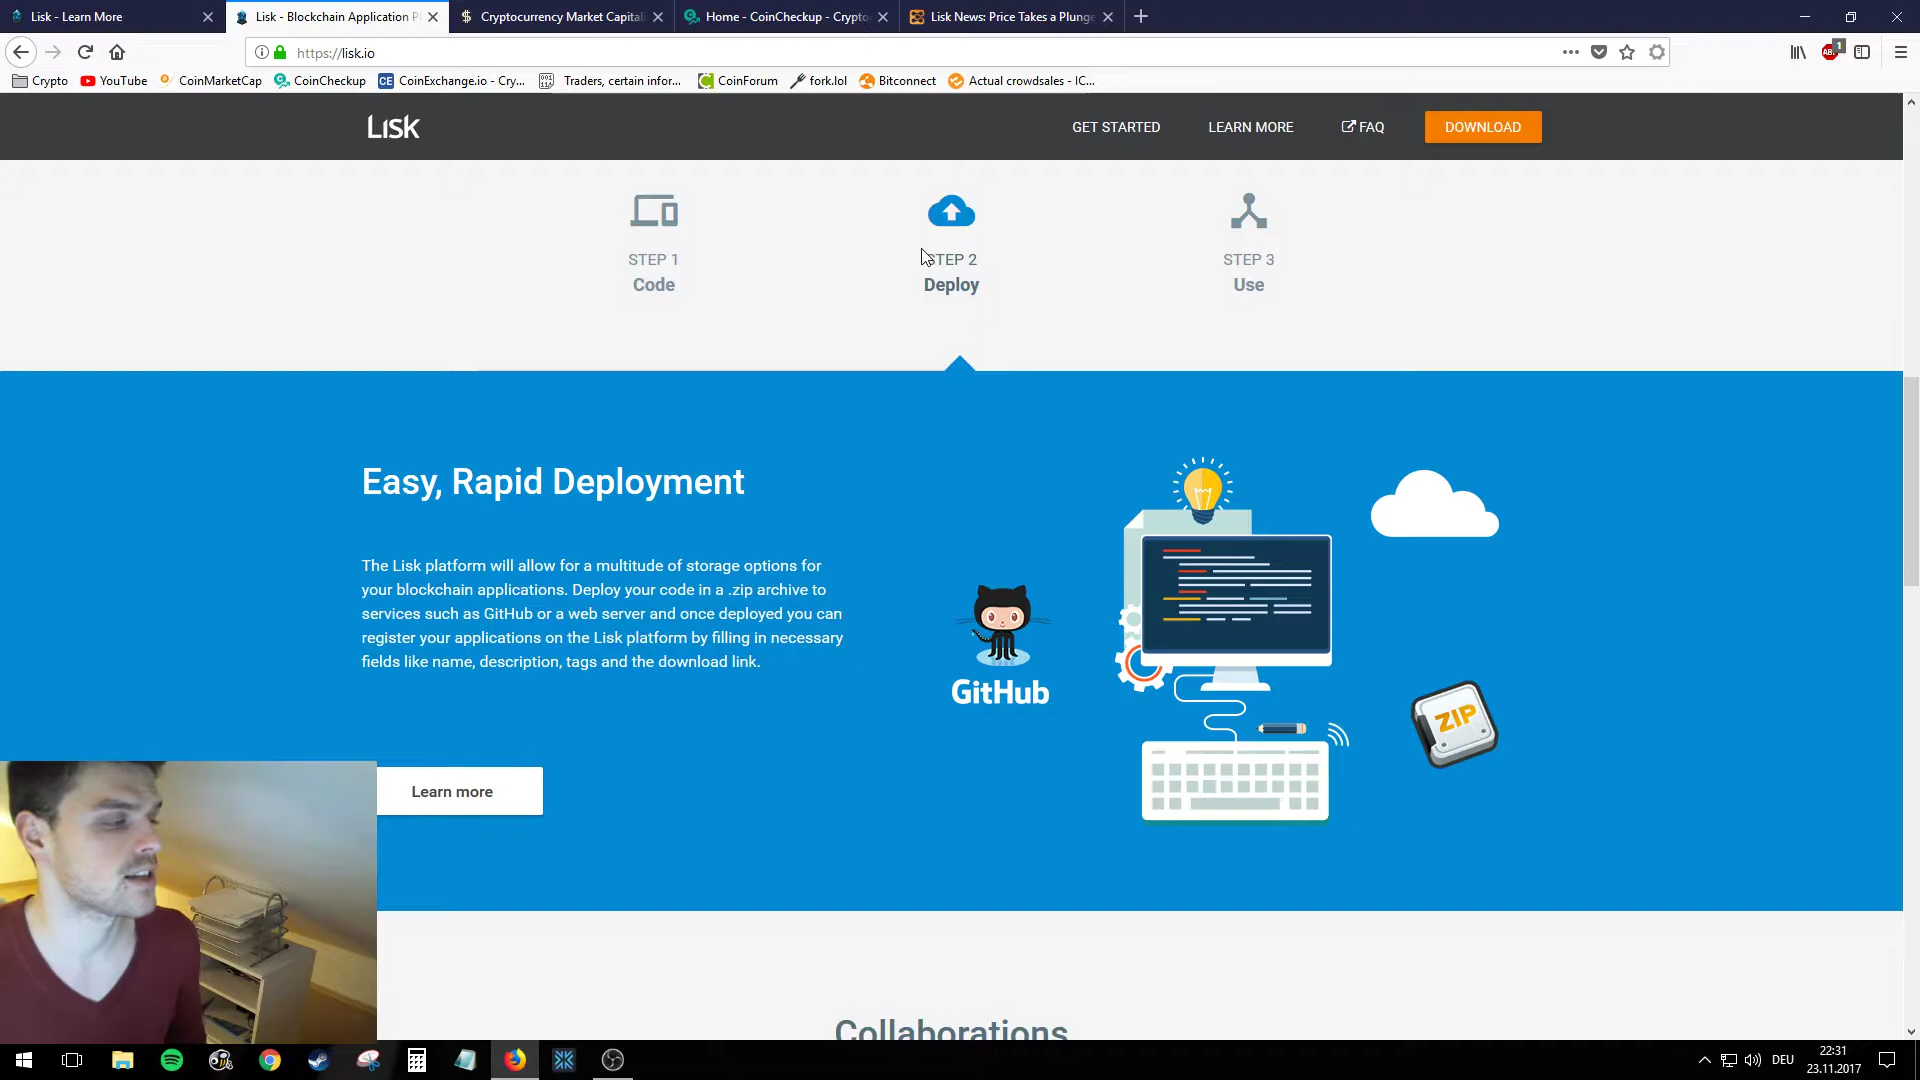 Lisk - Learn More
Lisk - Blockchain Application P
Cryptocurrency Market Capital
Home - CoinCheckup - Crypto
Lisk News: Price Takes a Plunge
https://lisk.io
1
Crypto
YouTube
CoinMarketCap
CoinCheckup
CoinExchange.io - Cry...
Traders, certain infor...
CoinForum
fork.lol
Bitconnect
Actual crowdsales - IC...
Lisk
GET STARTED
LEARN MORE
FAQ
DOWNLOAD
STEP 1
Code
STEP 2
Deploy
STEP 3
Use
Easy, Rapid Deployment
The Lisk platform will allow for a multitude of storage options for
your blockchain applications. Deploy your code in a .zip archive to
services such as GitHub or a web server and once deployed you can
register your applications on the Lisk platform by filling in necessary
fields like name, description, tags and the download link.
GitHub
ZIP
Learn more
Collaborations
DEU
22:31
23.11.2017